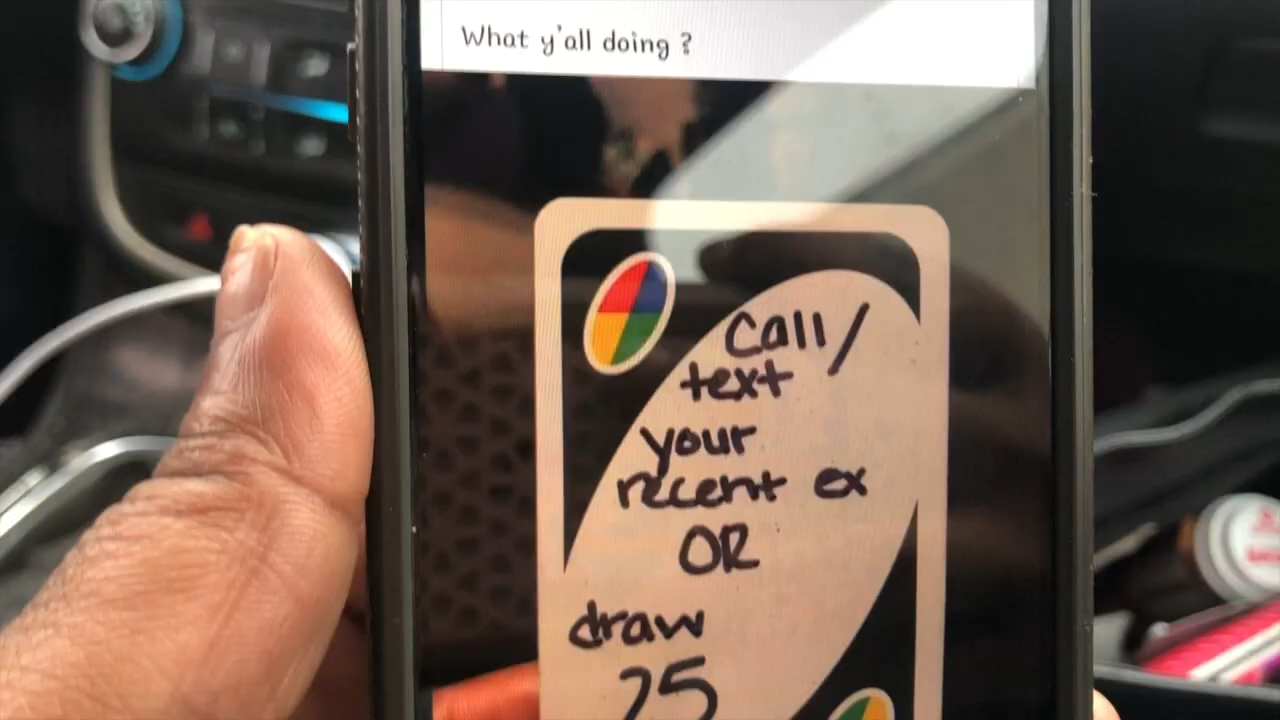 What y'all doing ?
Call/
text
your
recent ex
OR
draw
25